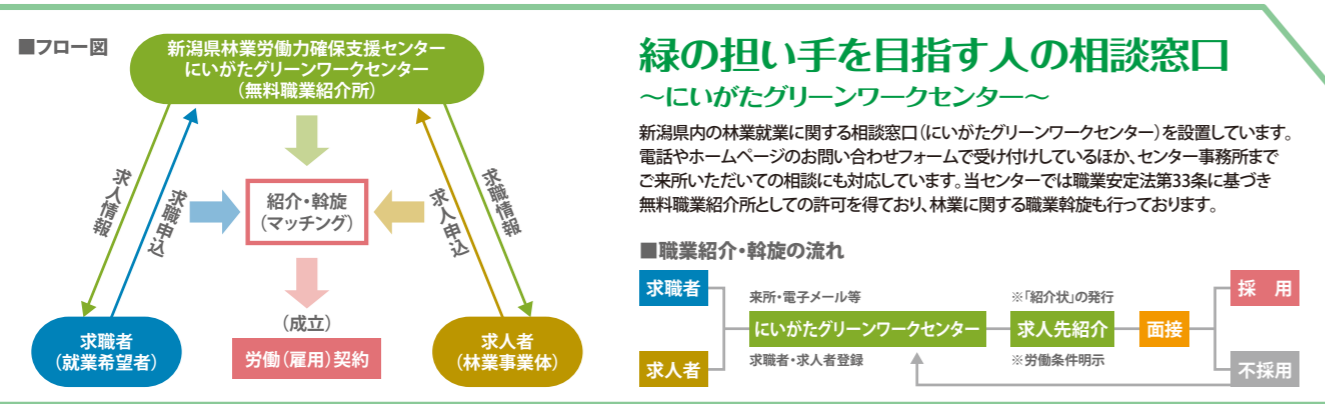 ■フロー図
新潟県林業労働力確保支援センター
にいがたグリーンワークセンター
(無料職業紹介所)
求人情報
求職申込
紹介・斡旋
(マッチング)
求人申込
求職情報
(成立)
労働(雇用)契約
求職者
(就業希望者)
求人者
(林業事業体)
緑の担い手を目指す人の相談窓口
〜にいがたグリーンワークセンター〜
新潟県内の林業就業に関する相談窓口(にいがたグリーンワークセンター)を設置しています。
電話やホームページのお問い合わせフォームで受け付けしているほか、センター事務所まで
ご来所いただいての相談にも対応しています。当センターでは職業安定法第33条に基づき
無料職業紹介所としての許可を得ており、林業に関する職業斡旋も行っております。
■職業紹介・斡旋の流れ
求職者
求人者
来所・電子メール等
にいがたグリーンワークセンター
求職者・求人者登録
※「紹介状」の発行
求人先紹介
※労働条件明示
面接
採 用
不採用